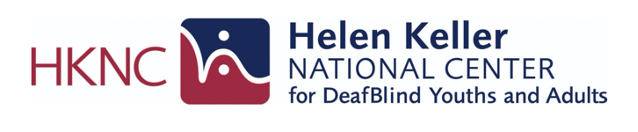 HKNC
Helen Keller
NATIONAL CENTER
for DeafBlind Youths and Adults